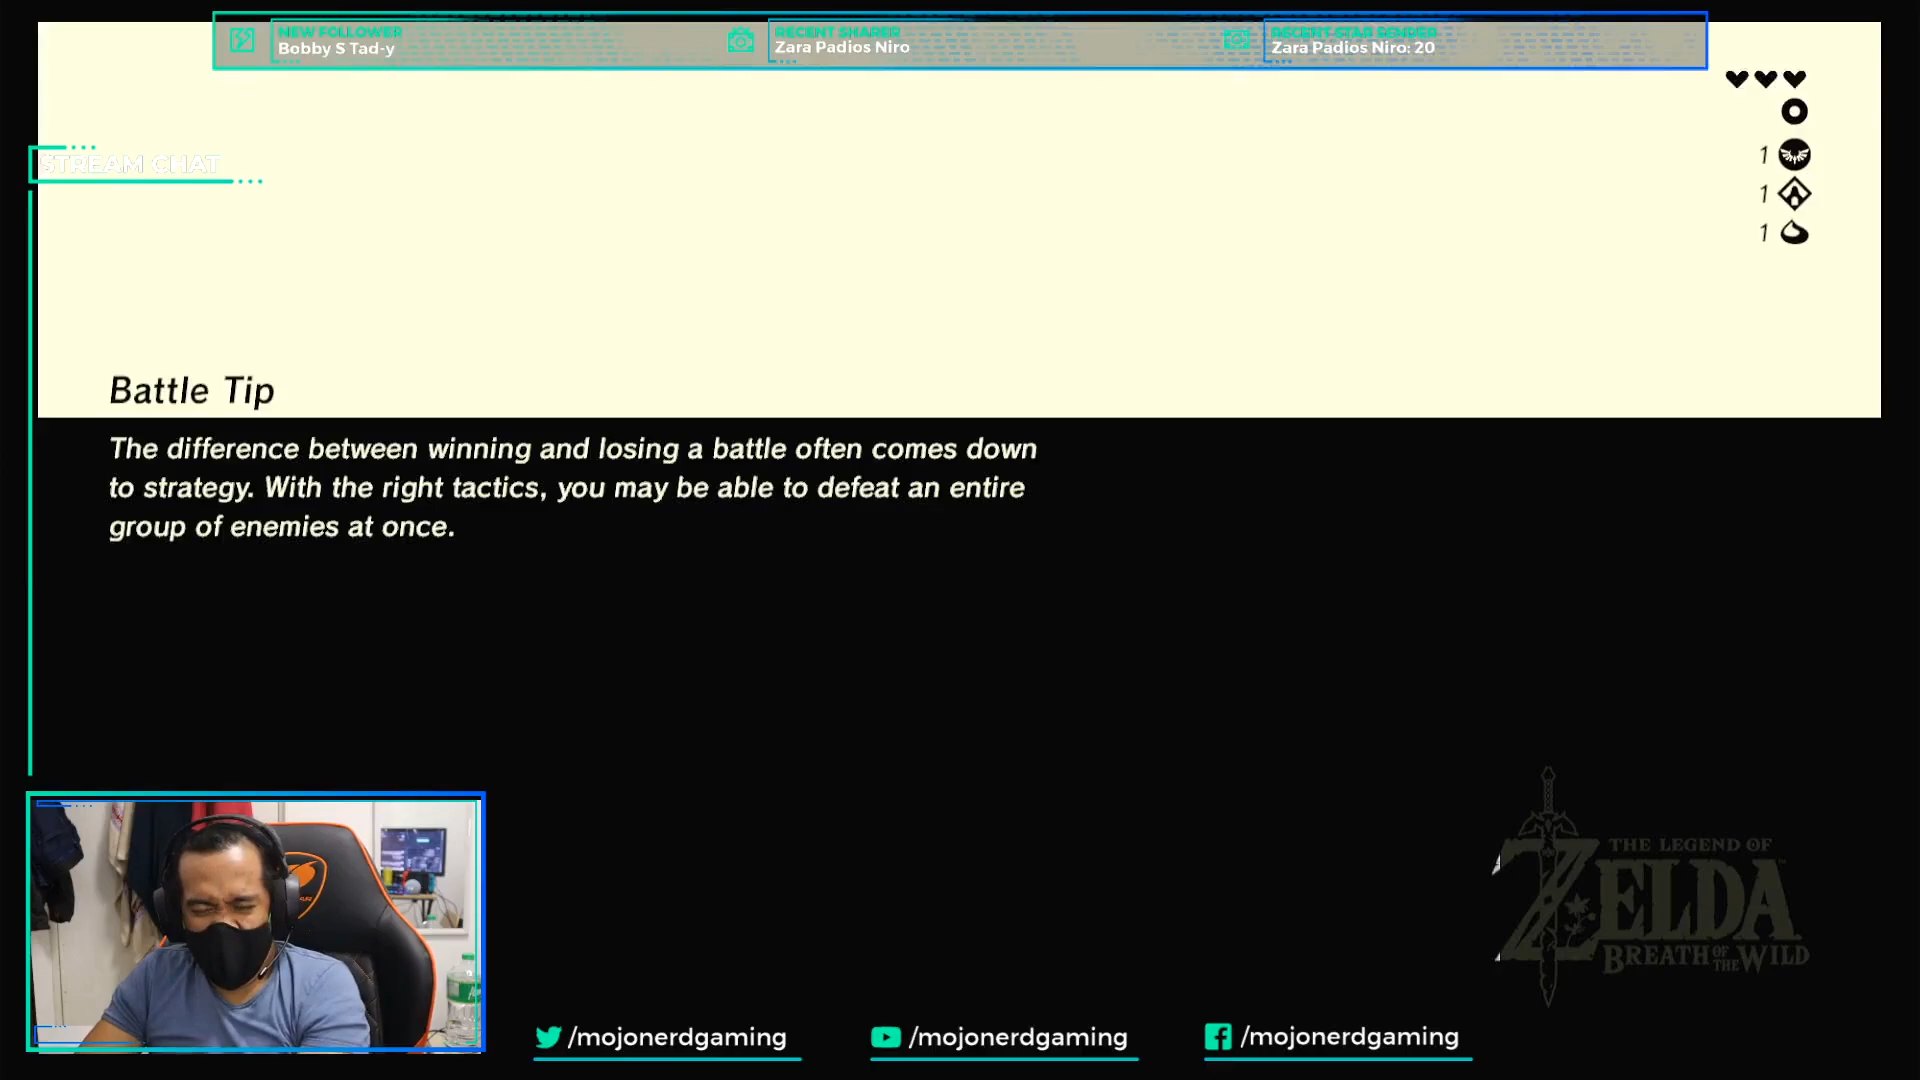 NEW FOLLOWER
Bobby S Tad-y
RECENT SHARER
Zara Padios Niro
RECENT STAR SENDER
Zara Padios Niro: 20
STREAM CHAT
1
1
1
Battle Tip
The difference between winning and losing a battle often comes down
to strategy. With the right tactics, you may be able to defeat an entire
group of enemies at once.
THE LEGEND OF
ZELDA
BREATH OF THE WILD
/mojonerdgaming
/mojonerdgaming
/mojonerdgaming